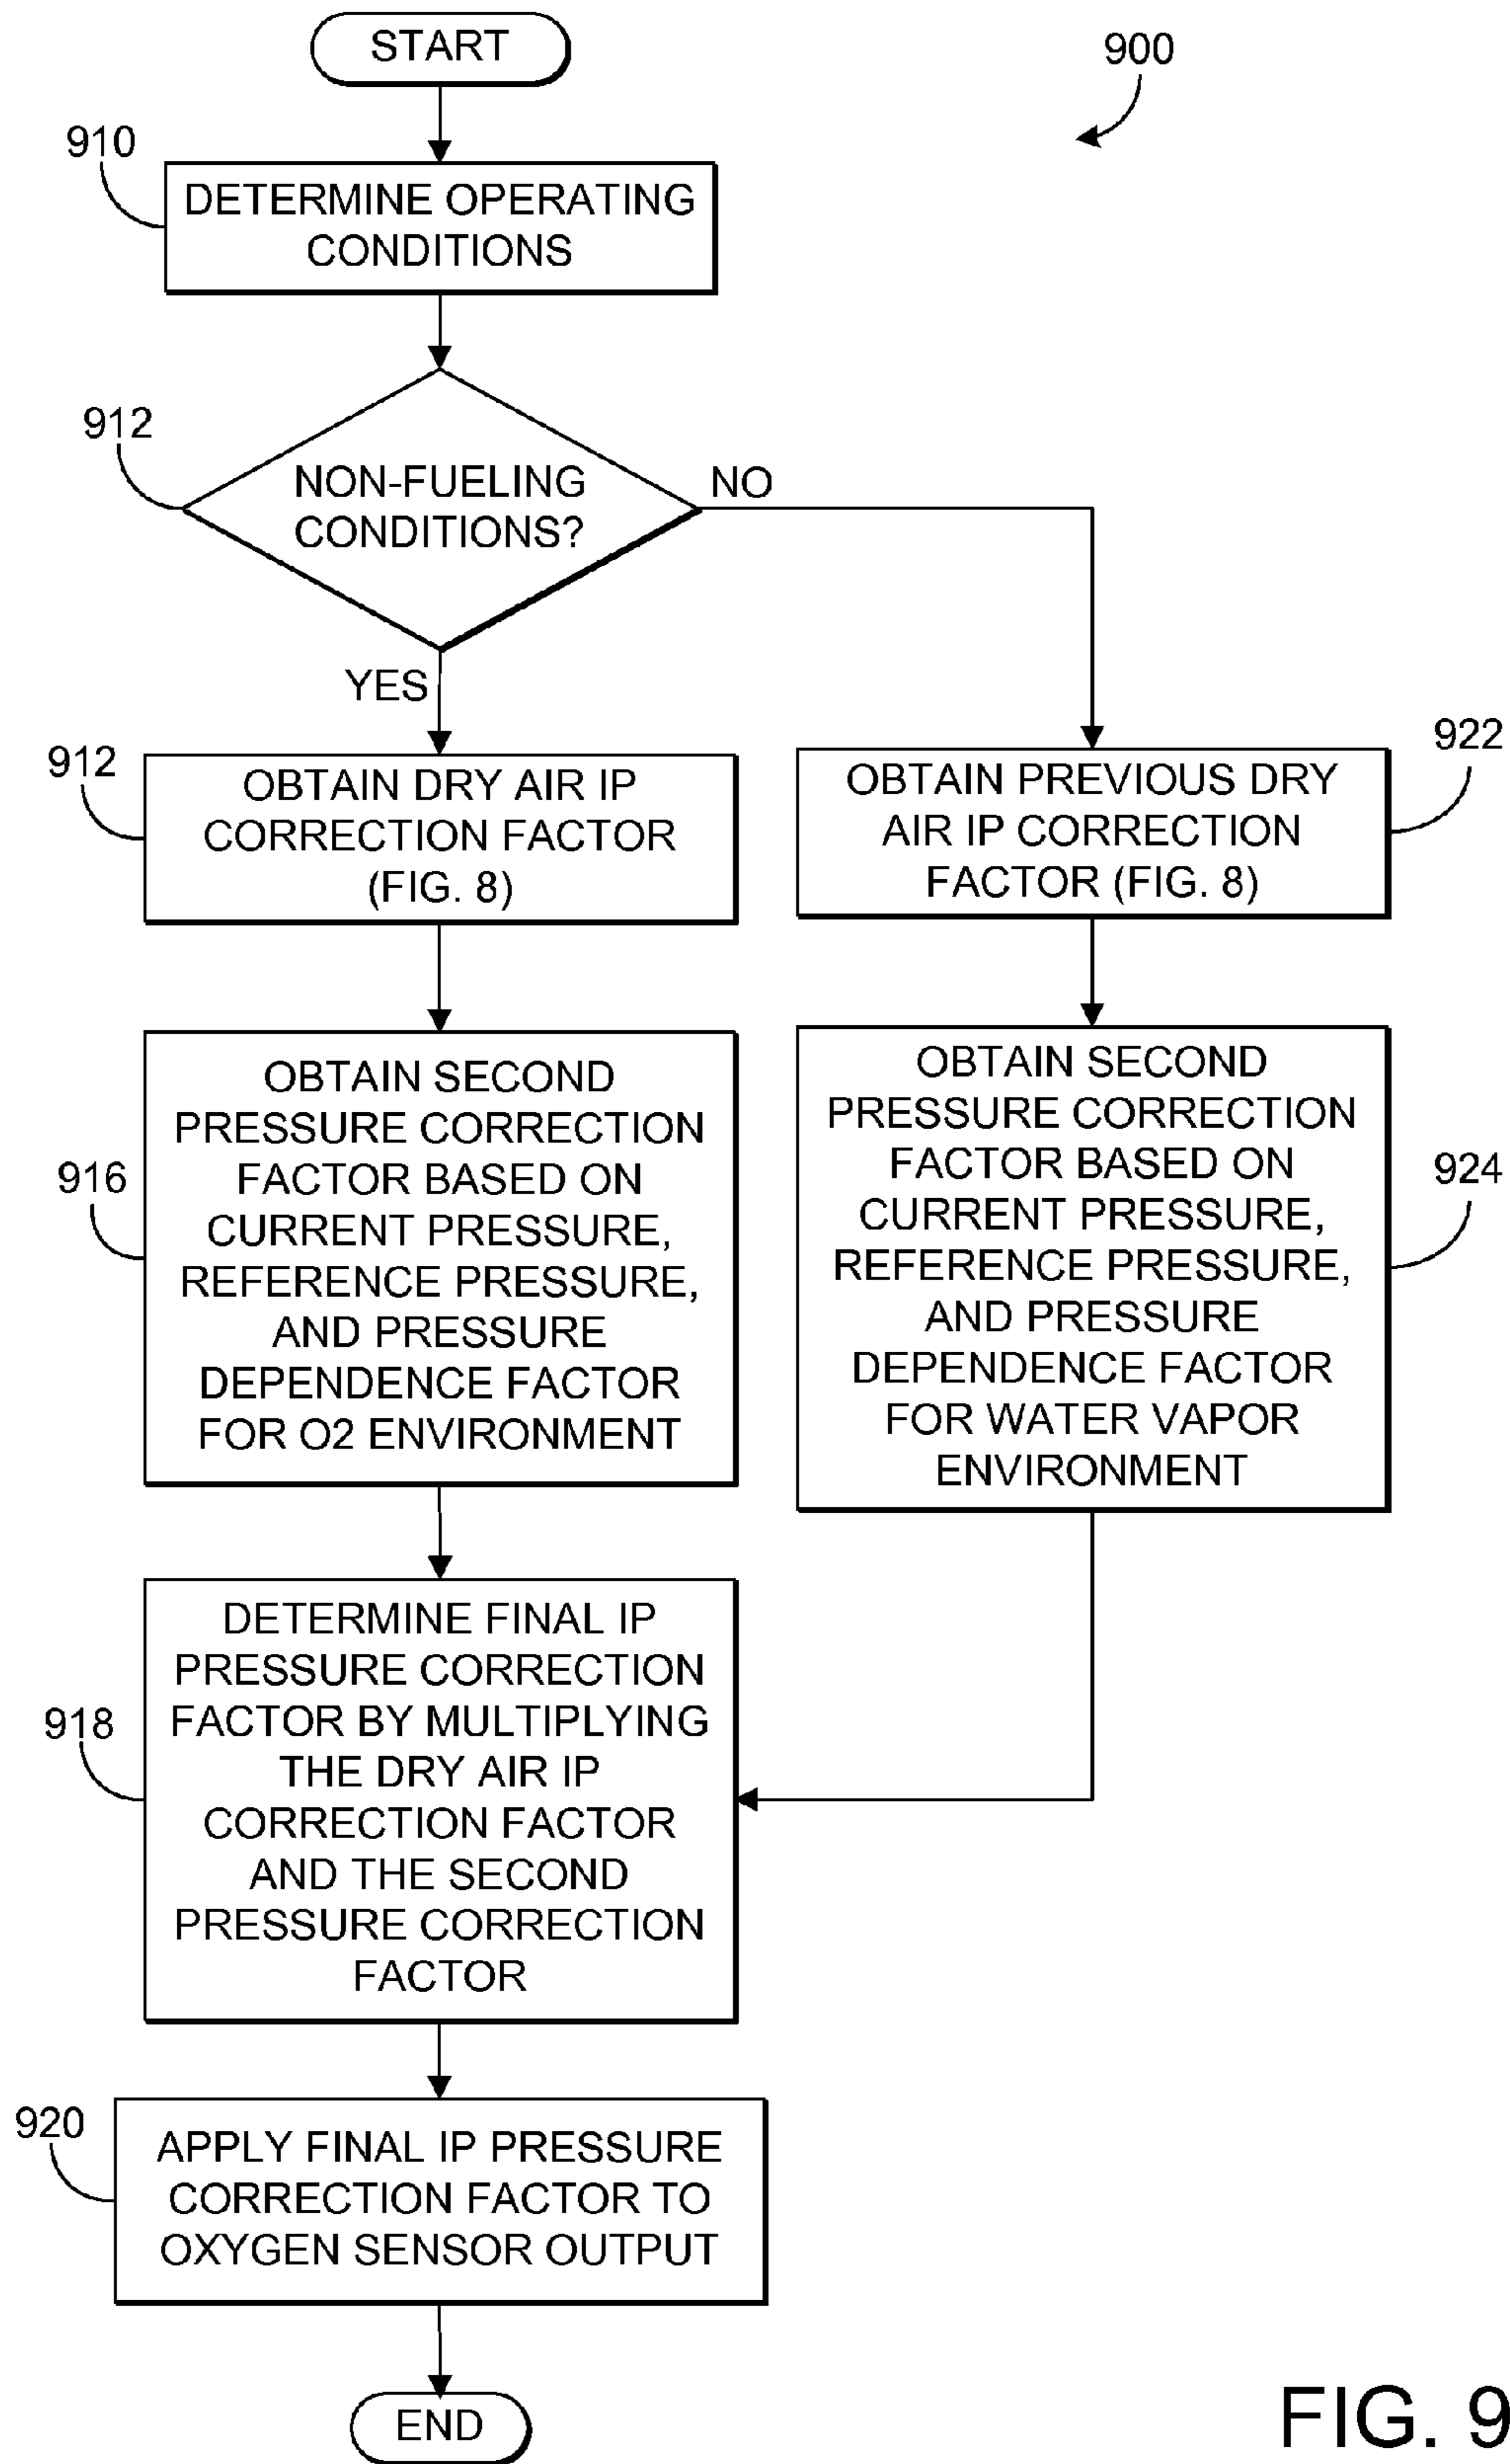 START
900
910
DETERMINE OPERATING
CONDITIONS
912
NON-FUELING
CONDITIONS?
NO
YES
912
OBTAIN DRY AIR IP
CORRECTION FACTOR
(FIG. 8)
922
OBTAIN PREVIOUS DRY
AIR IP CORRECTION
FACTOR (FIG. 8)
916
OBTAIN SECOND
PRESSURE CORRECTION
FACTOR BASED ON
CURRENT PRESSURE,
REFERENCE PRESSURE,
AND PRESSURE
DEPENDENCE FACTOR
FOR O2 ENVIRONMENT
924
OBTAIN SECOND
PRESSURE CORRECTION
FACTOR BASED ON
CURRENT PRESSURE,
REFERENCE PRESSURE,
AND PRESSURE
DEPENDENCE FACTOR
FOR WATER VAPOR
ENVIRONMENT
918
DETERMINE FINAL IP
PRESSURE CORRECTION
FACTOR BY MULTIPLYING
THE DRY AIR IP
CORRECTION FACTOR
AND THE SECOND
PRESSURE CORRECTION
FACTOR
920
APPLY FINAL IP PRESSURE
CORRECTION FACTOR TO
OXYGEN SENSOR OUTPUT
END
FIG. 9